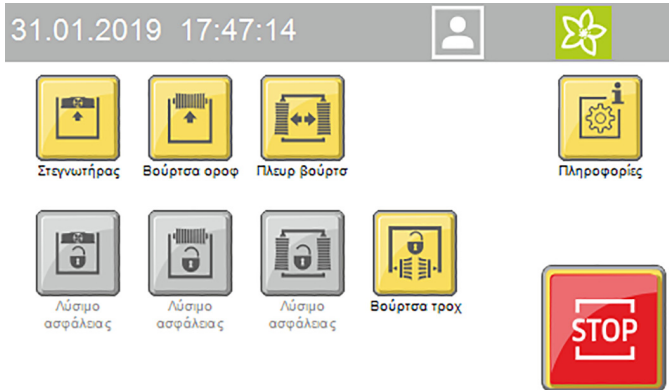 31.01.2019 17:47:14
Στεγνωτήρας
Βούρτσα οροφ
Πλευρ βούρτσ
Πληροφορίες
Λύσιμο
ασφάλειας
Λύσιμο
ασφάλειας
Λύσιμο
ασφάλειας
Βούρτσα τροχ
STOP